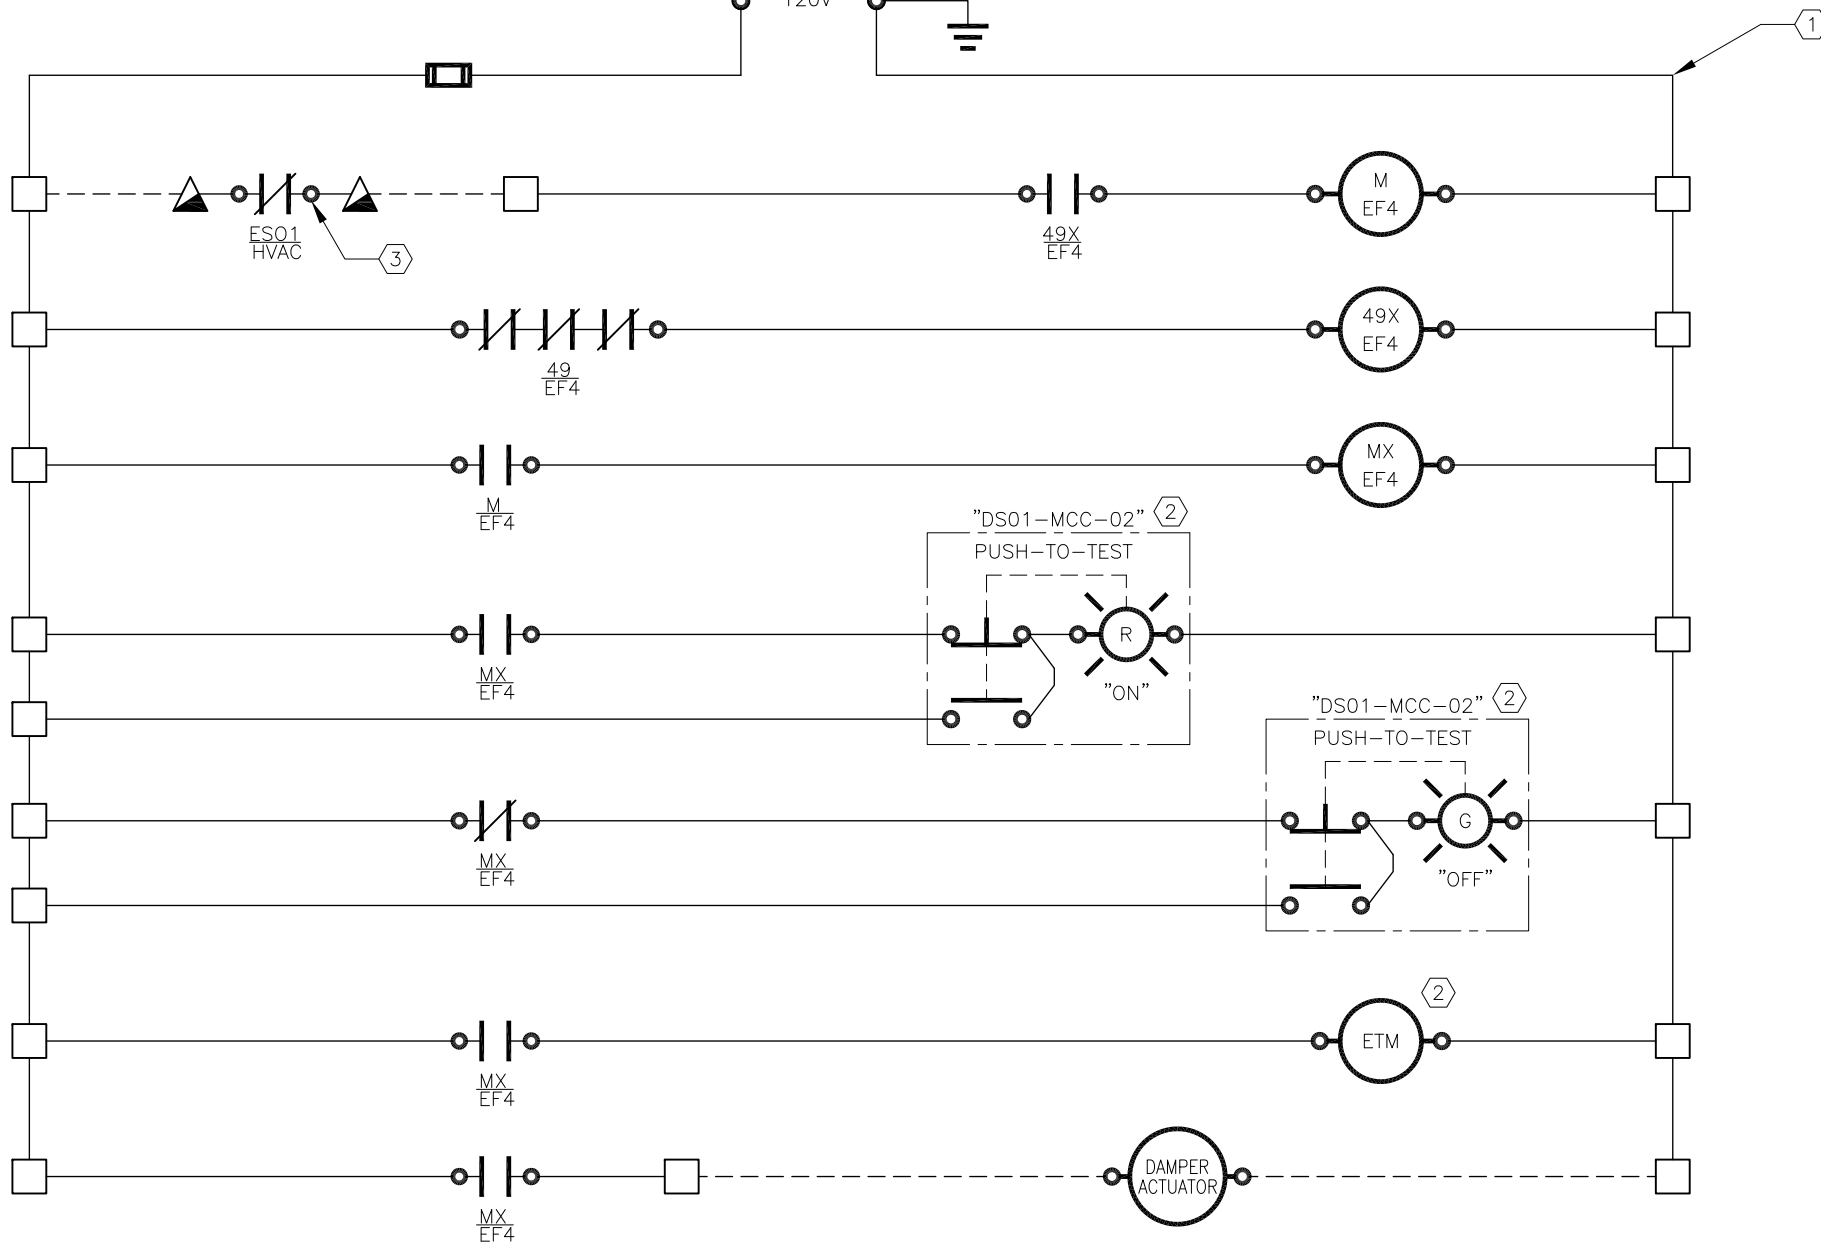 120V
1
ES01
HVAC
3
49X
EF4
M
EF4
49
EF4
49X
EF4
M
EF4
MX
EF4
"DS01-MCC-02" 2
PUSH-TO-TEST
MX
EF4
R
"ON"
"DS01-MCC-02" 2
PUSH-TO-TEST
MX
EF4
G
"OFF"
2
MX
EF4
ETM
MX
EF4
DAMPER
ACTUATOR